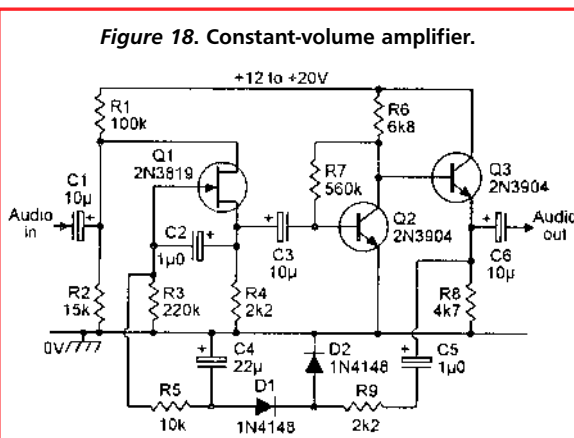 Figure 18. Constant-volume amplifier.
+12 to +20V
R1
100k
R6
6k8
Q1
2N3819
R7
560k
Q3
2N3904
C1
10µ
Audio
in
C2
1µ0
C3
10µ
Q2
2N3904
Audio
out
C6
10µ
R2
15k
R3
220k
R4
2k2
R8
4k7
0V
C4
22µ
D2
1N4148
C5
1µ0
D1
1N4148
R5
10k
R9
2k2